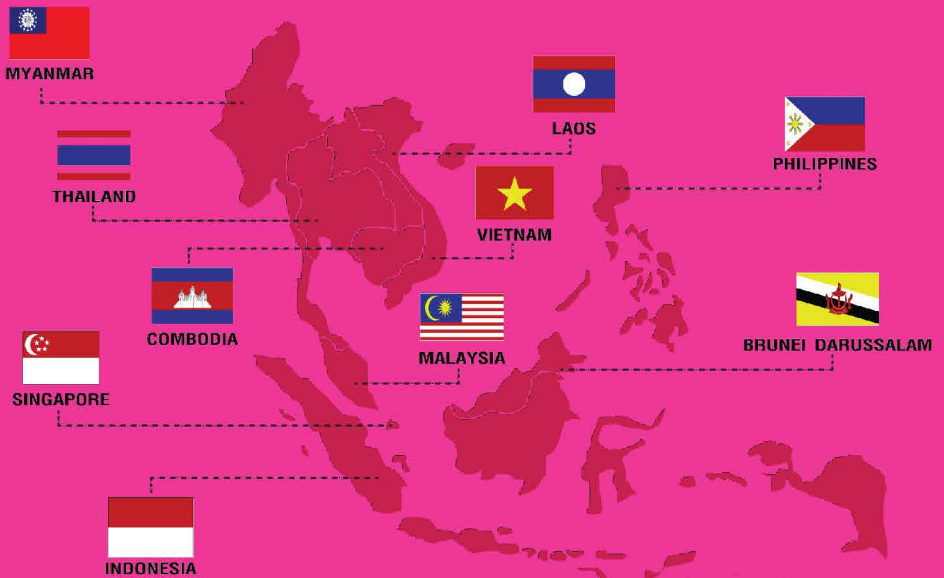 MYANMAR
LAOS
PHILIPPINES
THAILAND
VIETNAM
COMBODIA
MALAYSIA
BRUNEI DARUSSALAM
SINGAPORE
INDONESIA